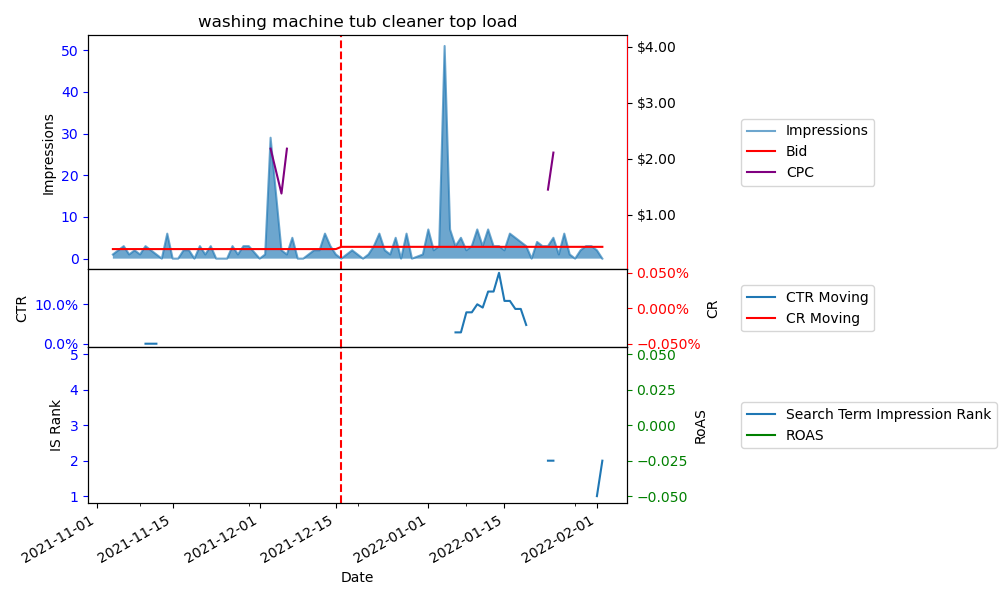 washing machine tub cleaner top load
50
40
30
20
10
0
Impressions
$4.00
$3.00
$2.00
$1.00
Impressions
Bid
CPC
10.0%
0.0%
CTR
0.050%
0.000%
−0.050%
CR
CTR Moving
CR Moving
5
4
3
2
1
IS Rank
0.050
0.025
0.000
−0.025
−0.050
RoAS
Search Term Impression Rank
ROAS
2021-11-01
2021-11-15
2021-12-01
2021-12-15
2022-01-01
2022-01-15
2022-02-01
Date